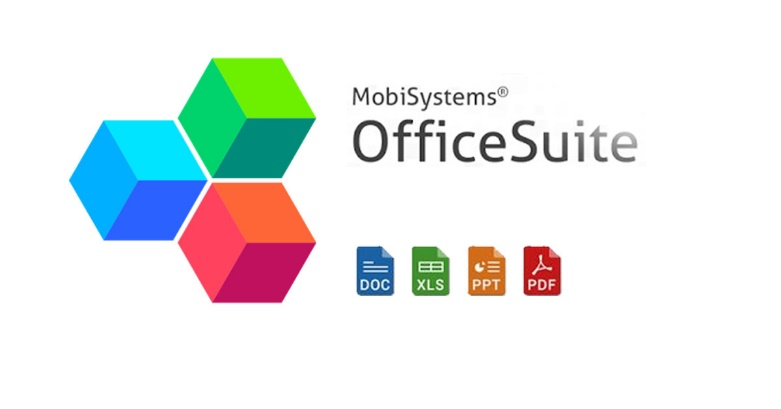 MobiSystems®
OfficeSuite
DOC XLS PPT PDF